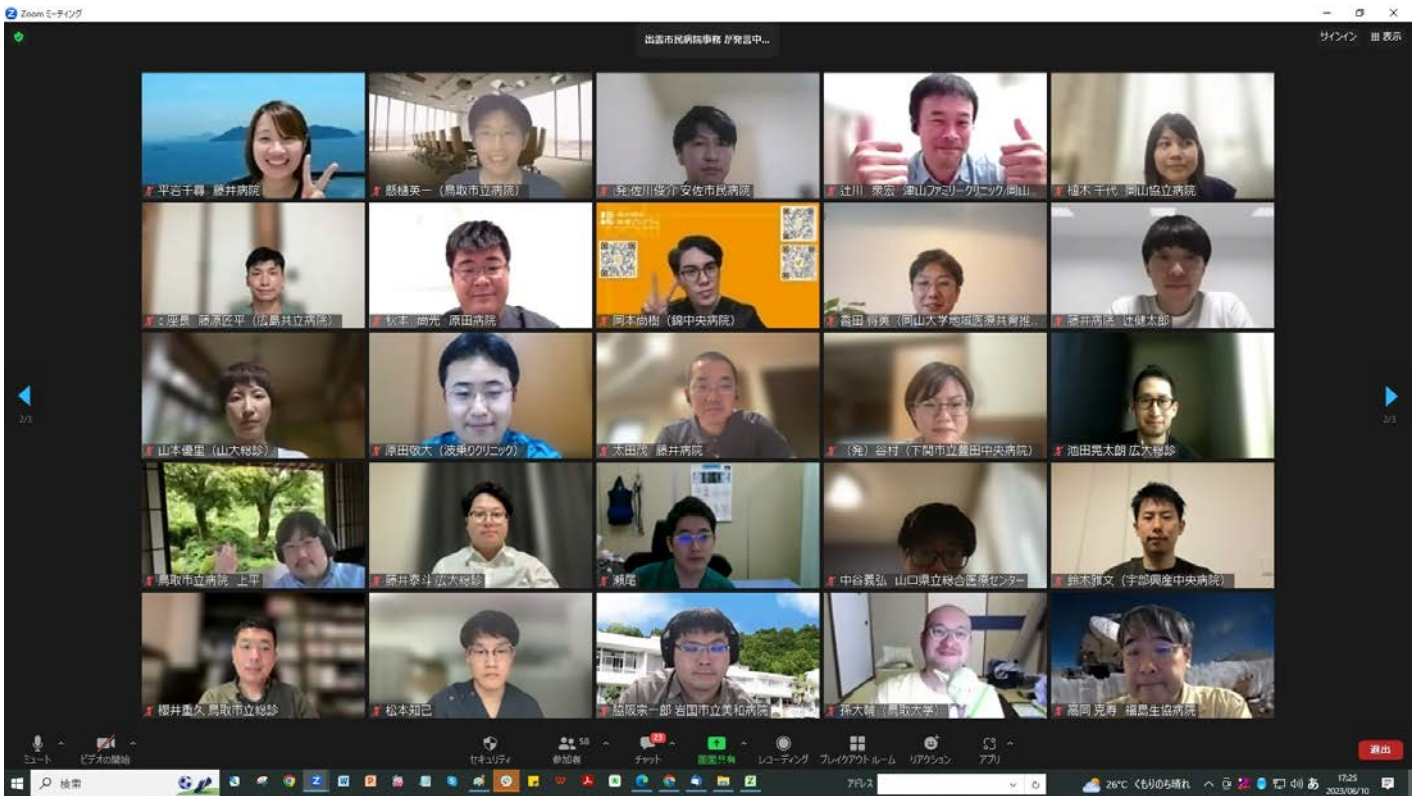 Zoom ミーティング
出雲市民病院事務 が発言中...
サインイン 表示
平岩千尋 藤井病院
懸樋英一（鳥取市立病院）
(発)佐川俊介 安佐市民病院
辻川 衆宏 津山ファミリークリニック/岡山...
植木 千代 岡山協立病院
座長 藤原匠平（広島共立病院）
秋本 尚光 原田病院
岡本尚樹（錦中央病院）
香田 将英（岡山大学地域医療共育推...
藤井病院 辻健太郎
山本優里（山大総診）
原田敬大（波乗りクリニック）
太田茂 藤井病院
（発）谷村（下関市立豊田中央病院）
池田晃太朗 広大総診
鳥取市立病院 上平
藤井泰斗 広大総診
瀬尾
中谷義弘 山口県立総合医療センター
鈴木雅文（宇部興産中央病院）
櫻井重久 鳥取市立総診
松本知己
脇阪宗一郎 岩国市立美和病院
孫大輔（鳥取大学）
高岡 克寿 福島生協病院
2/3
2/3
ミュート
ビデオの開始
セキュリティ
58
参加者
23
チャット
画面共有
レコーディング
ブレイクアウト ルーム
リアクション
アプリ
退出
検索
アドレス
26°C くもりのち晴れ
あ
17:25
2023/06/10